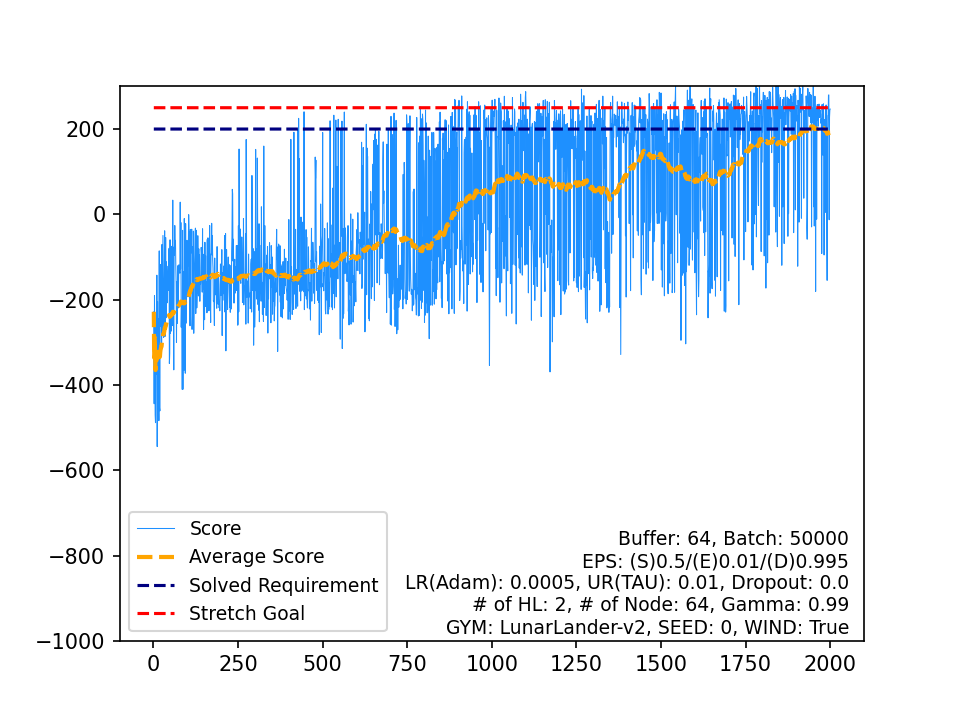 200
0
−200
−400
−600
−800
−1000
0
250
500
750
1000
1250
1500
1750
2000
Score
Average Score
Solved Requirement
Stretch Goal
Buffer: 64, Batch: 50000
EPS: (S)0.5/(E)0.01/(D)0.995
LR(Adam): 0.0005, UR(TAU): 0.01, Dropout: 0.0
# of HL: 2, # of Node: 64, Gamma: 0.99
GYM: LunarLander-v2, SEED: 0, WIND: True